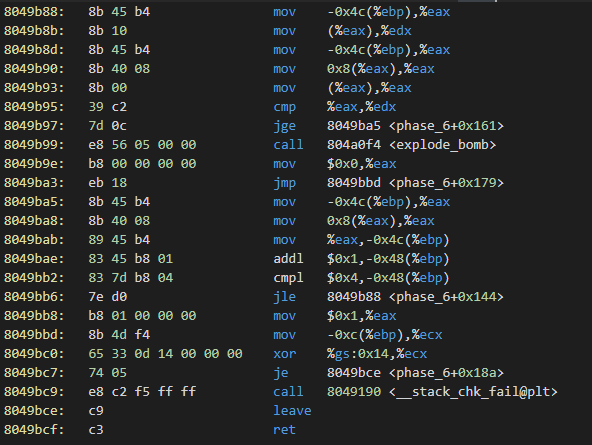 8049b88: 8b 45 b4 mov -0x4c(%ebp),%eax
8049b8b: 8b 10 mov (%eax),%edx
8049b8d: 8b 45 b4 mov -0x4c(%ebp),%eax
8049b90: 8b 40 08 mov 0x8(%eax),%eax
8049b93: 8b 00 mov (%eax),%eax
8049b95: 39 c2 cmp %eax,%edx
8049b97: 7d 0c jge 8049ba5 <phase_6+0x161>
8049b99: e8 56 05 00 00 call 804a0f4 <explode_bomb>
8049b9e: b8 00 00 00 00 mov $0x0,%eax
8049ba3: eb 18 jmp 8049bbd <phase_6+0x179>
8049ba5: 8b 45 b4 mov -0x4c(%ebp),%eax
8049ba8: 8b 40 08 mov 0x8(%eax),%eax
8049bab: 89 45 b4 mov %eax,-0x4c(%ebp)
8049bae: 83 45 b8 01 addl $0x1,-0x48(%ebp)
8049bb2: 83 7d b8 04 cmpl $0x4,-0x48(%ebp)
8049bb6: 7e d0 jle 8049b88 <phase_6+0x144>
8049bb8: b8 01 00 00 00 mov $0x1,%eax
8049bbd: 8b 4d f4 mov -0xc(%ebp),%ecx
8049bc0: 65 33 0d 14 00 00 00 xor %gs:0x14,%ecx
8049bc7: 74 05 je 8049bce <phase_6+0x18a>
8049bc9: e8 c2 f5 ff ff call 8049190 <__stack_chk_fail@plt>
8049bce: c9 leave
8049bcf: c3 ret